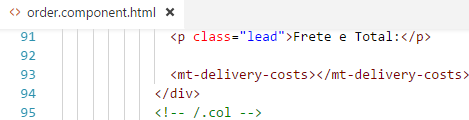 <> order.component.html ×
91 <p class="lead">Frete e Total:</p>
92
93 <mt-delivery-costs></mt-delivery-costs>
94 </div>
95 <!-- /.col -->